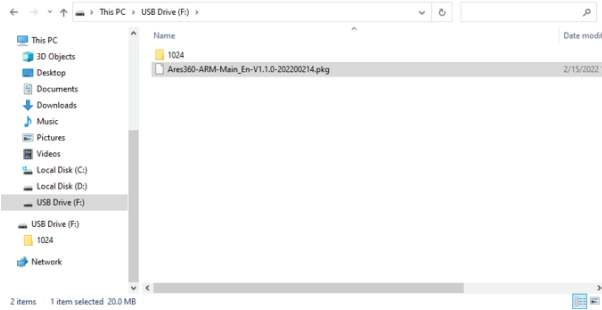 This PC > USB Drive (F:) >
This PC
3D Objects
Desktop
Documents
Downloads
Music
Pictures
Videos
Local Disk (C:)
Local Disk (D:)
USB Drive (F:)
USB Drive (F:)
1024
Network
Name
Date modif
1024
Ares360-ARM-Main_En-V1.1.0-202200214.pkg
2/15/2022
2 items
1 item selected 20.0 MB